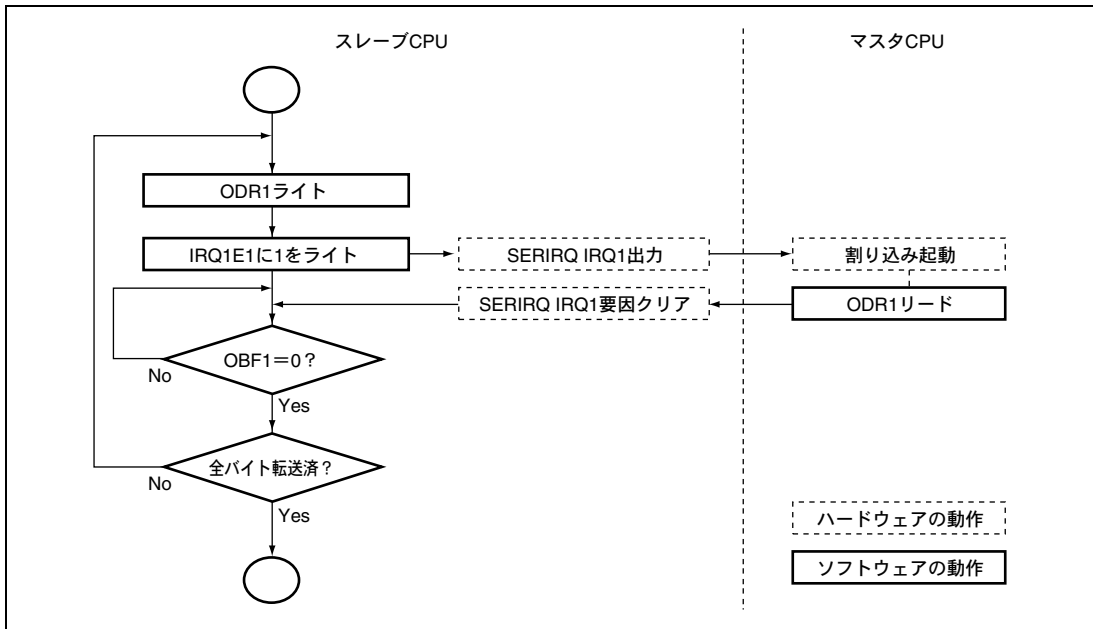 スレーブCPU
マスタCPU
ODR1ライト
IRQ1E1に1をライト
SERIRQ IRQ1出力
割り込み起動
SERIRQ IRQ1要因クリア
ODR1リード
OBF1=0?
No
Yes
全バイト転送済?
No
Yes
ハードウェアの動作
ソフトウェアの動作